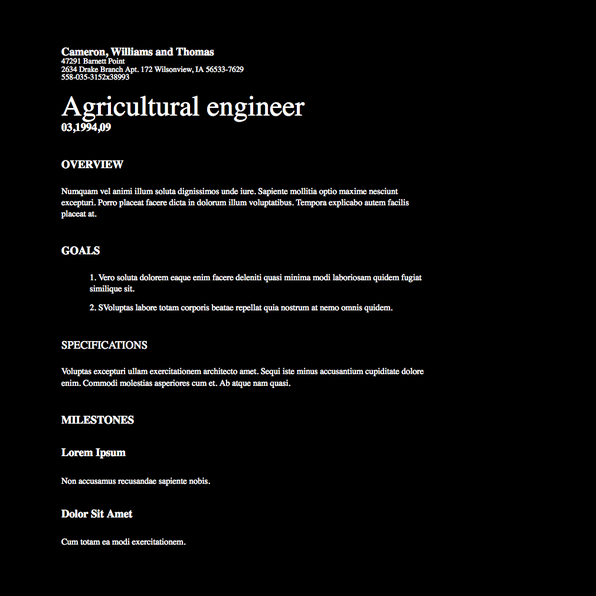 Cameron, Williams and Thomas
47291 Barnett Point
2634 Drake Branch Apt. 172 Wilsonview, IA 56533-7629
558-035-3152x38993
Agricultural engineer
03,1994,09
OVERVIEW
Numquam vel animi illum soluta dignissimos unde iure. Sapiente mollitia optio maxime nesciunt
excepturi. Porro placeat facere dicta in dolorum illum voluptatibus. Tempora explicabo autem facilis
placeat at.
GOALS
1. Vero soluta dolorem eaque enim facere deleniti quasi minima modi laboriosam quidem fugiat
similique sit.
2. SVoluptas labore totam corporis beatae repellat quia nostrum at nemo omnis quidem.
SPECIFICATIONS
Voluptas excepturi ullam exercitationem architecto amet. Sequi iste minus accusantium cupiditate dolore
enim. Commodi molestias asperiores cum et. Ab atque nam quasi.
MILESTONES
Lorem Ipsum
Non accusamus recusandae sapiente nobis.
Dolor Sit Amet
Cum totam ea modi exercitationem.